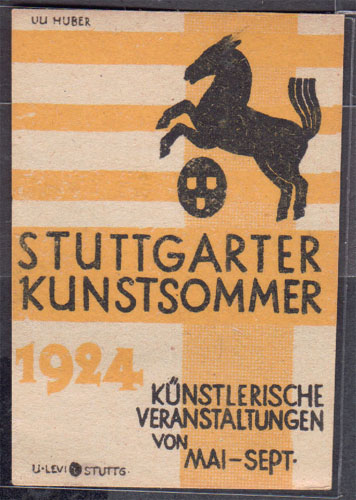 ULI HUBER
STUTTGARTER
KUNSTSOMMER
1924
KÜNSTLERISCHE
VERANSTALTUNGEN
VON
MAI-SEPT.
U·LEVI STUTTG·